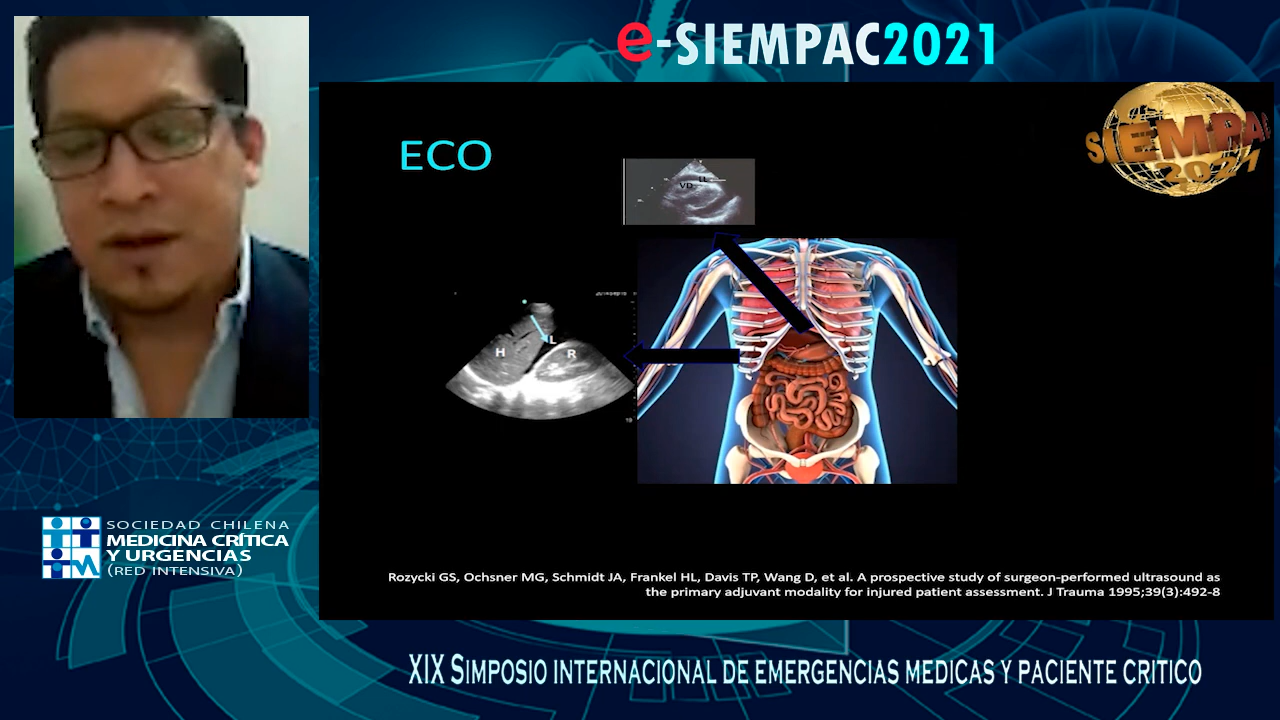 e-SIEMPAC2021
SIEMPAC
2021
ECO
LL
VD
H
L
R
SOCIEDAD CHILENA
MEDICINA CRÍTICA
Y URGENCIAS
(RED INTENSIVA)
Rozycki GS, Ochsner MG, Schmidt JA, Frankel HL, Davis TP, Wang D, et al. A prospective study of surgeon-performed ultrasound as
the primary adjuvant modality for injured patient assessment. J Trauma 1995;39(3):492-8
XIX SIMPOSIO INTERNACIONAL DE EMERGENCIAS MEDICAS Y PACIENTE CRITICO